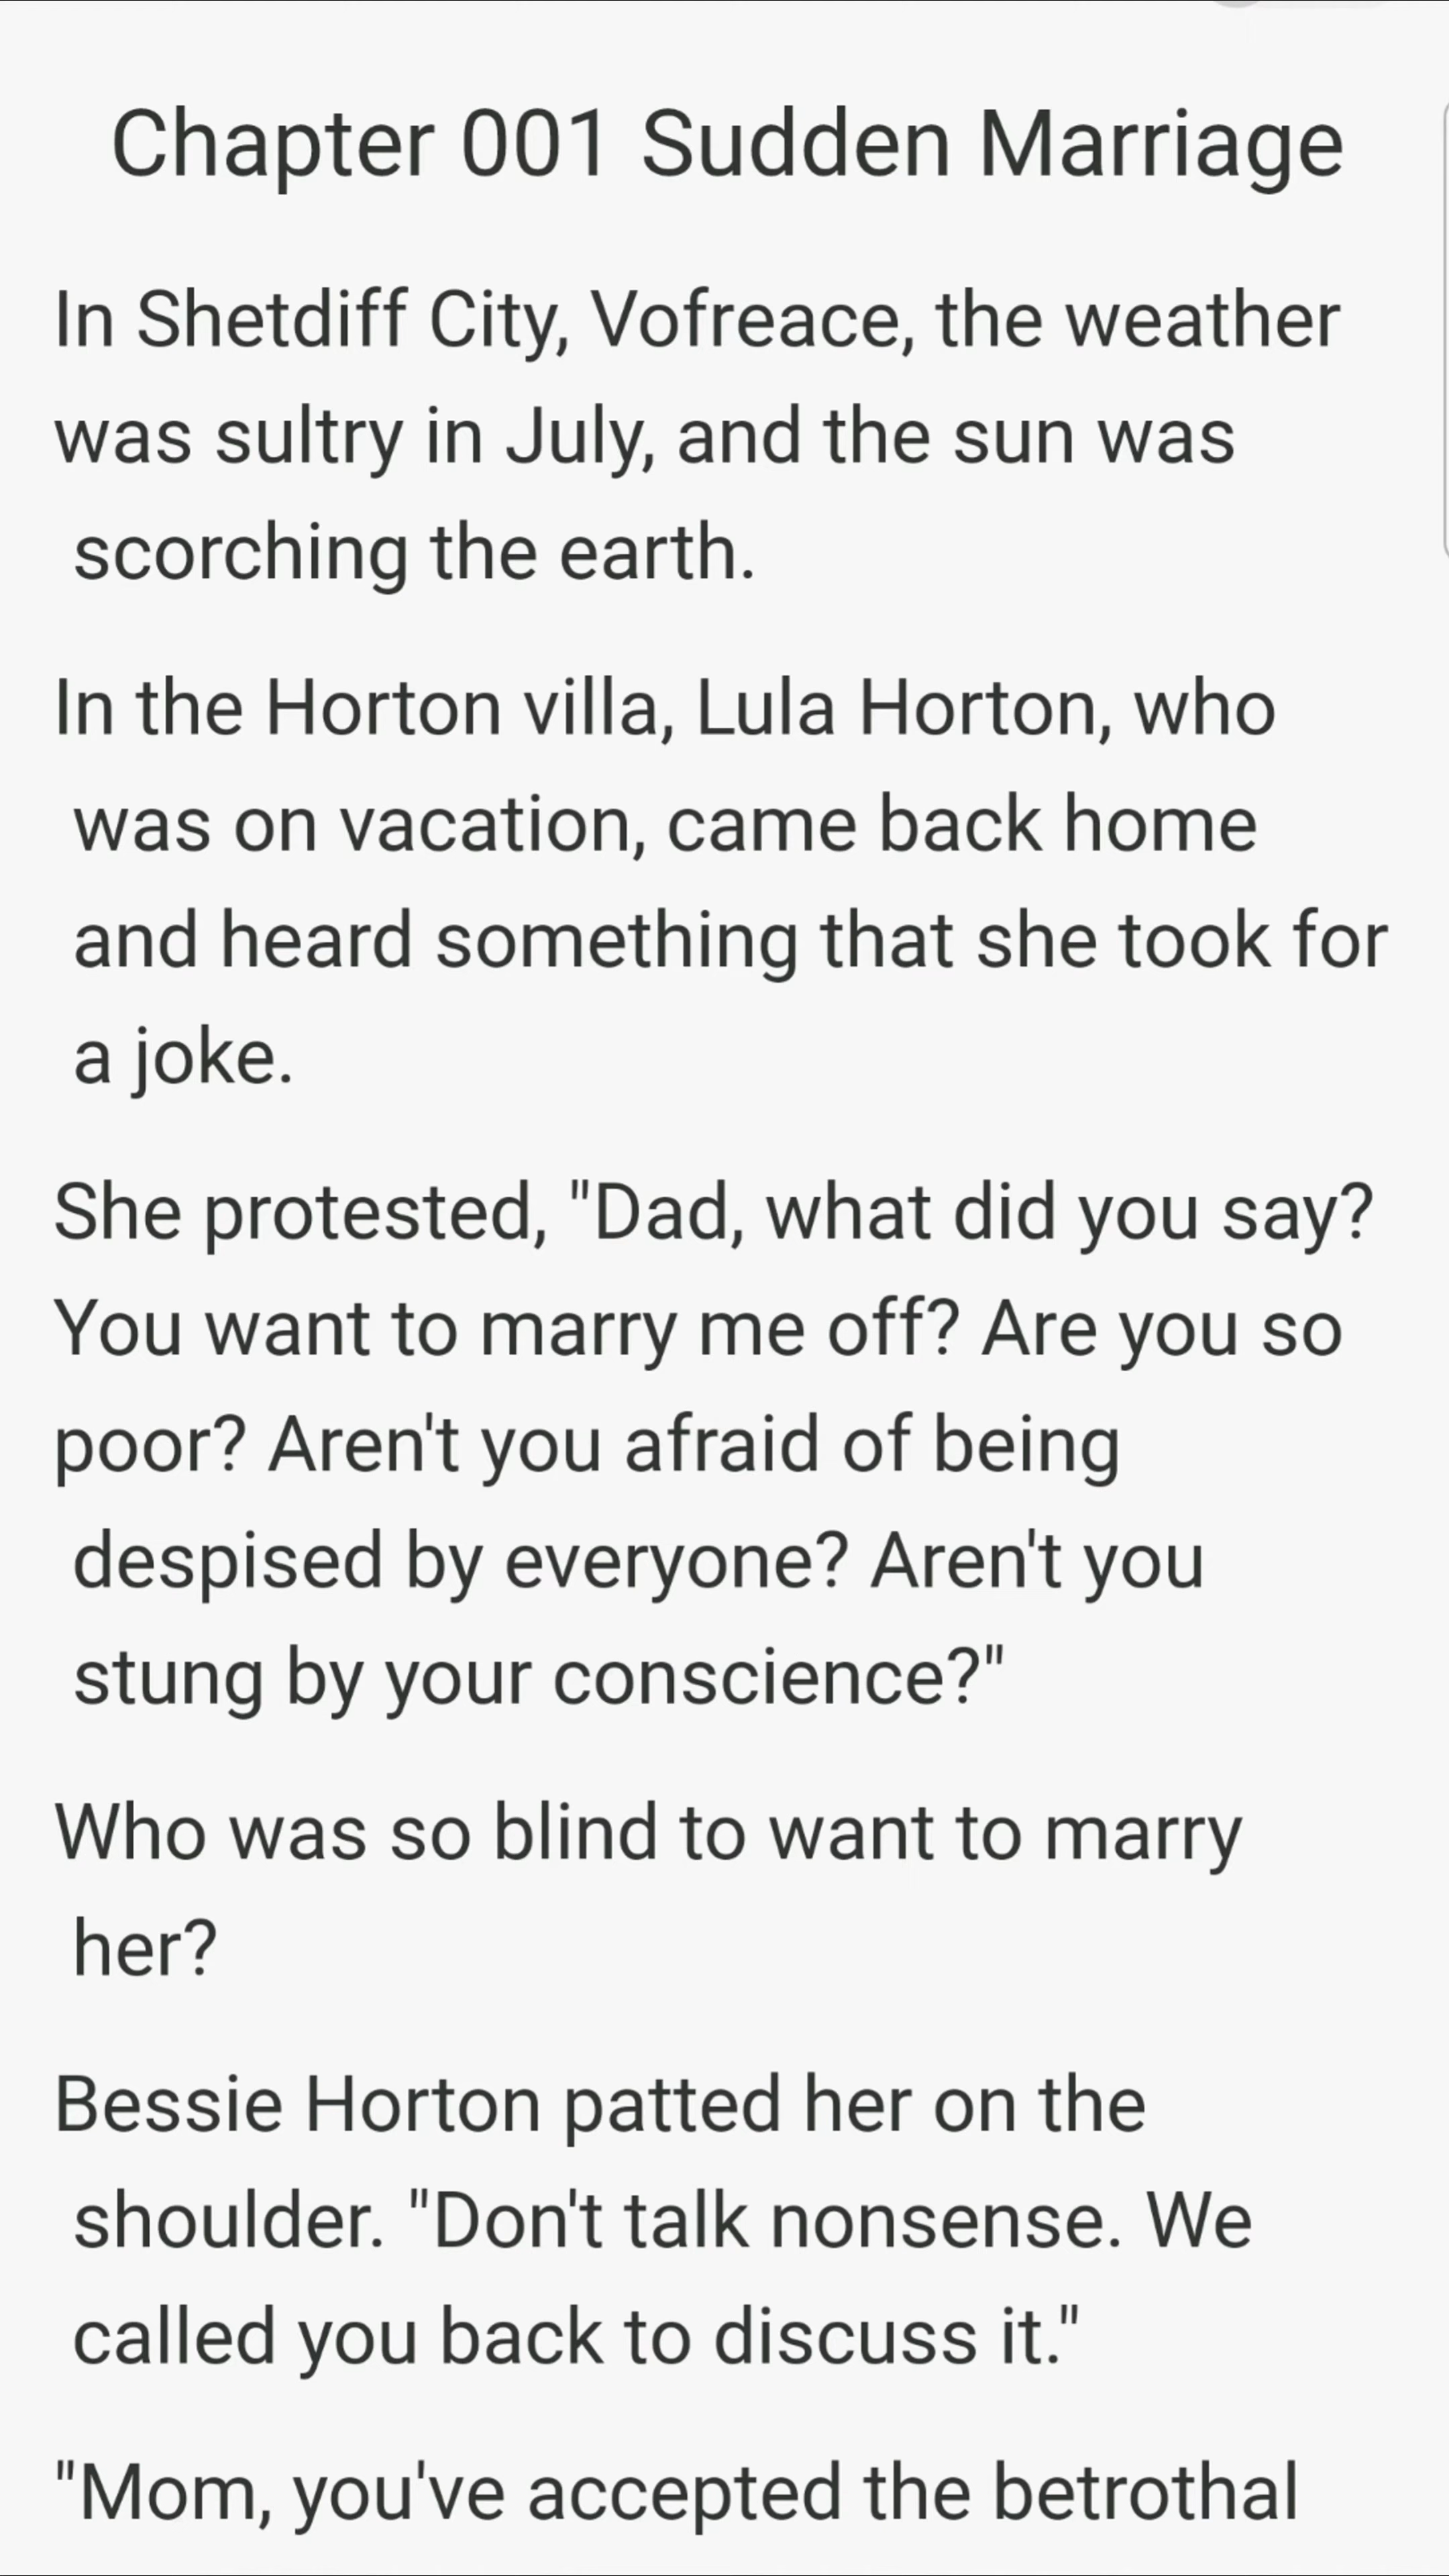 Chapter 001 Sudden Marriage
In Shetdiff City, Vofreace, the weather
was sultry in July, and the sun was
scorching the earth.
In the Horton villa, Lula Horton, who
was on vacation, came back home
and heard something that she took for
a joke.
She protested, "Dad, what did you say?
You want to marry me off? Are you so
poor? Aren't you afraid of being
despised by everyone? Aren't you
stung by your conscience?"
Who was so blind to want to marry
her?
Bessie Horton patted her on the
shoulder. "Don't talk nonsense. We
called you back to discuss it."
"Mom, you've accepted the betrothal